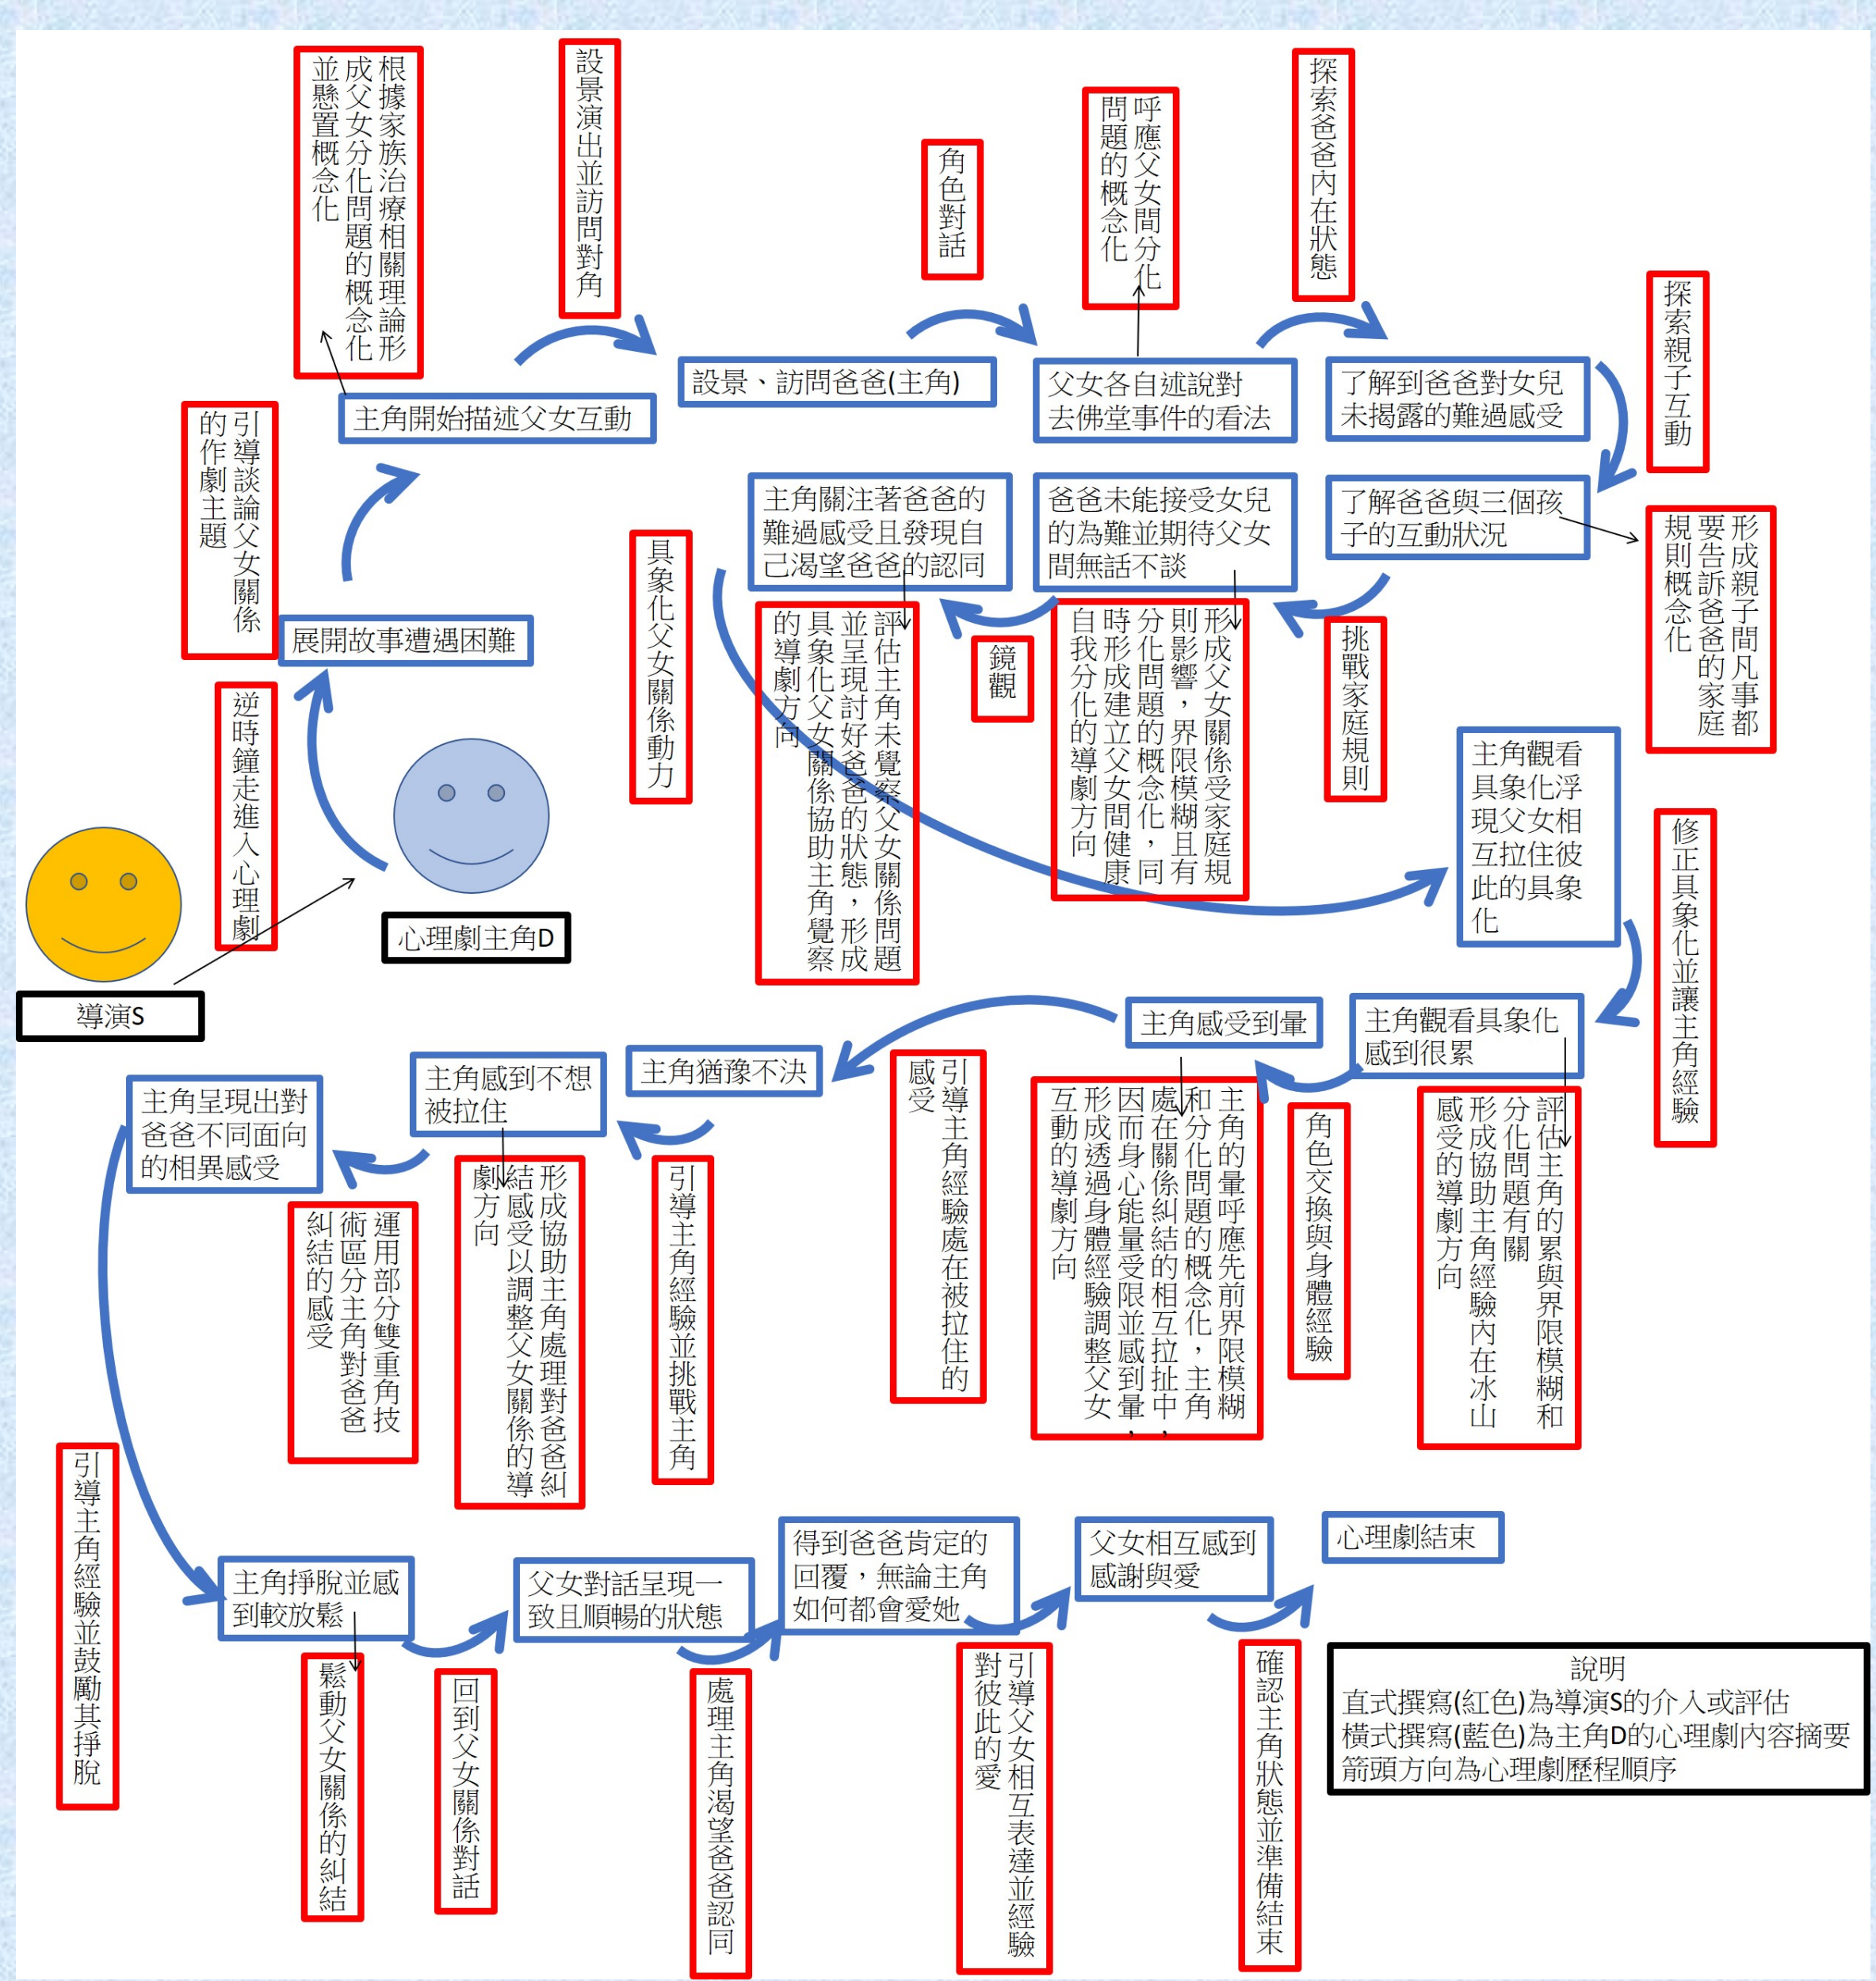 導演S
心理劇主角D
逆時鐘走進入心理劇
展開故事遭遇困難
引導談論父女關係
的作劇主題
主角開始描述父女互動
根據家族治療相關理論形
成父女分化問題的概念化
並懸置概念化
設景演出並訪問對角
設景、訪問爸爸(主角)
角色對話
父女各自述說對
去佛堂事件的看法
呼應父女間分化
問題的概念化
探索爸爸內在狀態
了解到爸爸對女兒
未揭露的難過感受
探索親子互動
了解爸爸與三個孩
子的互動狀況
形成親子間凡事都
要告訴爸爸的家庭
規則概念化
挑戰家庭規則
爸爸未能接受女兒
的為難並期待父女
間無話不談
形成父女關係受家庭規
則影響，界限模糊且有
分化問題的概念化，同
時形成建立父女間健康
自我分化的導劇方向
鏡觀
主角關注著爸爸的
難過感受且發現自
己渴望爸爸的認同
評估主角未覺察父女關係問題
並呈現討好爸爸的狀態，形成
具象化父女關係協助主角覺察
的導劇方向
具象化父女關係動力
主角觀看
具象化浮
現父女相
互拉住彼
此的具象
化
修正具象化並讓主角經驗
主角觀看具象化
感到很累
評估主角的累與界限模糊和
分化問題有關
形成協助主角經驗內在冰山
感受的導劇方向
角色交換與身體經驗
主角感受到暈
主角的暈呼應先前界限模糊
和分化問題的概念化，主角
處在關係糾結的相互拉扯中，
因而身心能量受限並感到暈，
形成透過身體經驗調整父女
互動的導劇方向
引導主角經驗處在被拉住的
感受
主角猶豫不決
引導主角經驗並挑戰主角
主角感到不想
被拉住
形成協助主角處理對爸爸糾
結感受以調整父女關係的導
劇方向
運用部分雙重角技
術區分主角對爸爸
糾結的感受
主角呈現出對
爸爸不同面向
的相異感受
引導主角經驗並鼓勵其掙脫
主角掙脫並感
到較放鬆
鬆動父女關係的糾結
回到父女關係對話
父女對話呈現一
致且順暢的狀態
處理主角渴望爸爸認同
得到爸爸肯定的
回覆，無論主角
如何都會愛她
引導父女相互表達並經驗
對彼此的愛
父女相互感到
感謝與愛
確認主角狀態並準備結束
心理劇結束
說明
直式撰寫(紅色)為導演S的介入或評估
橫式撰寫(藍色)為主角D的心理劇內容摘要
箭頭方向為心理劇歷程順序